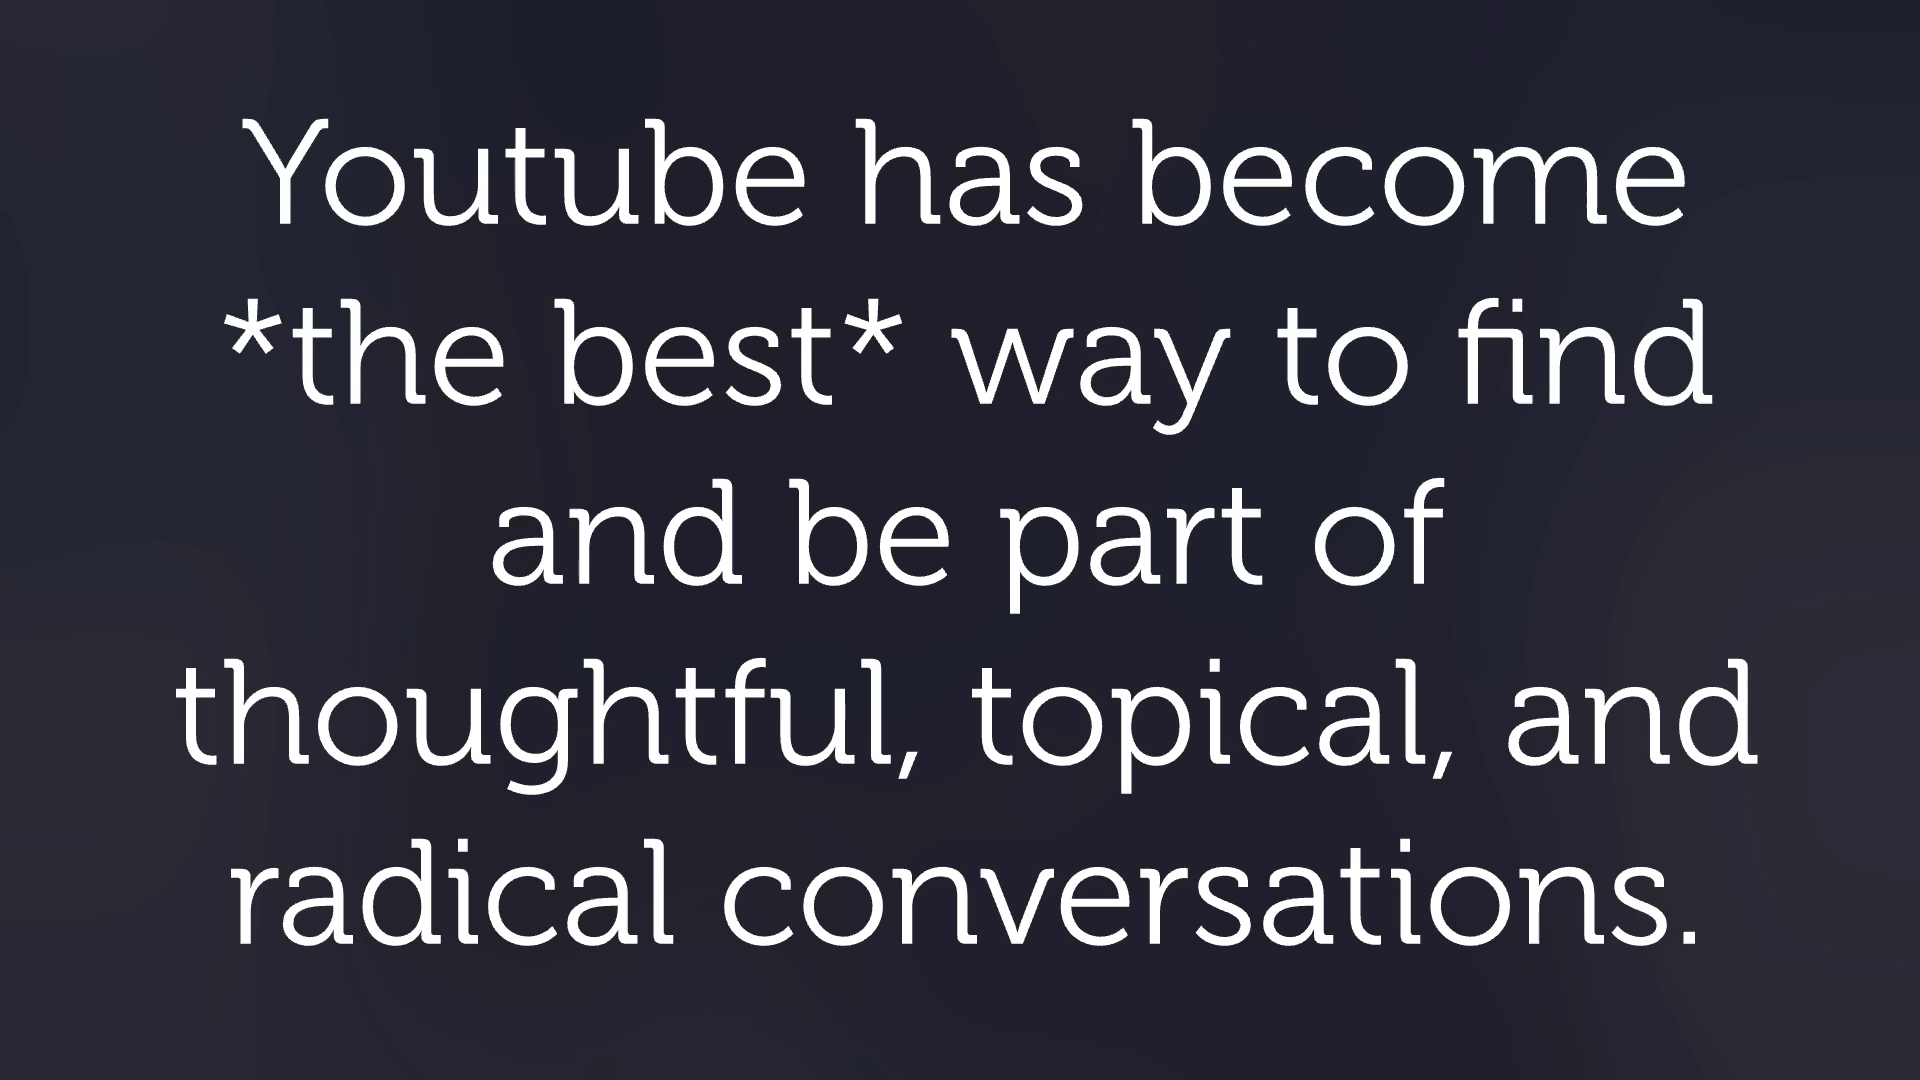 Youtube has become
*the best* way to find
and be part of
thoughtful, topical, and
radical conversations.